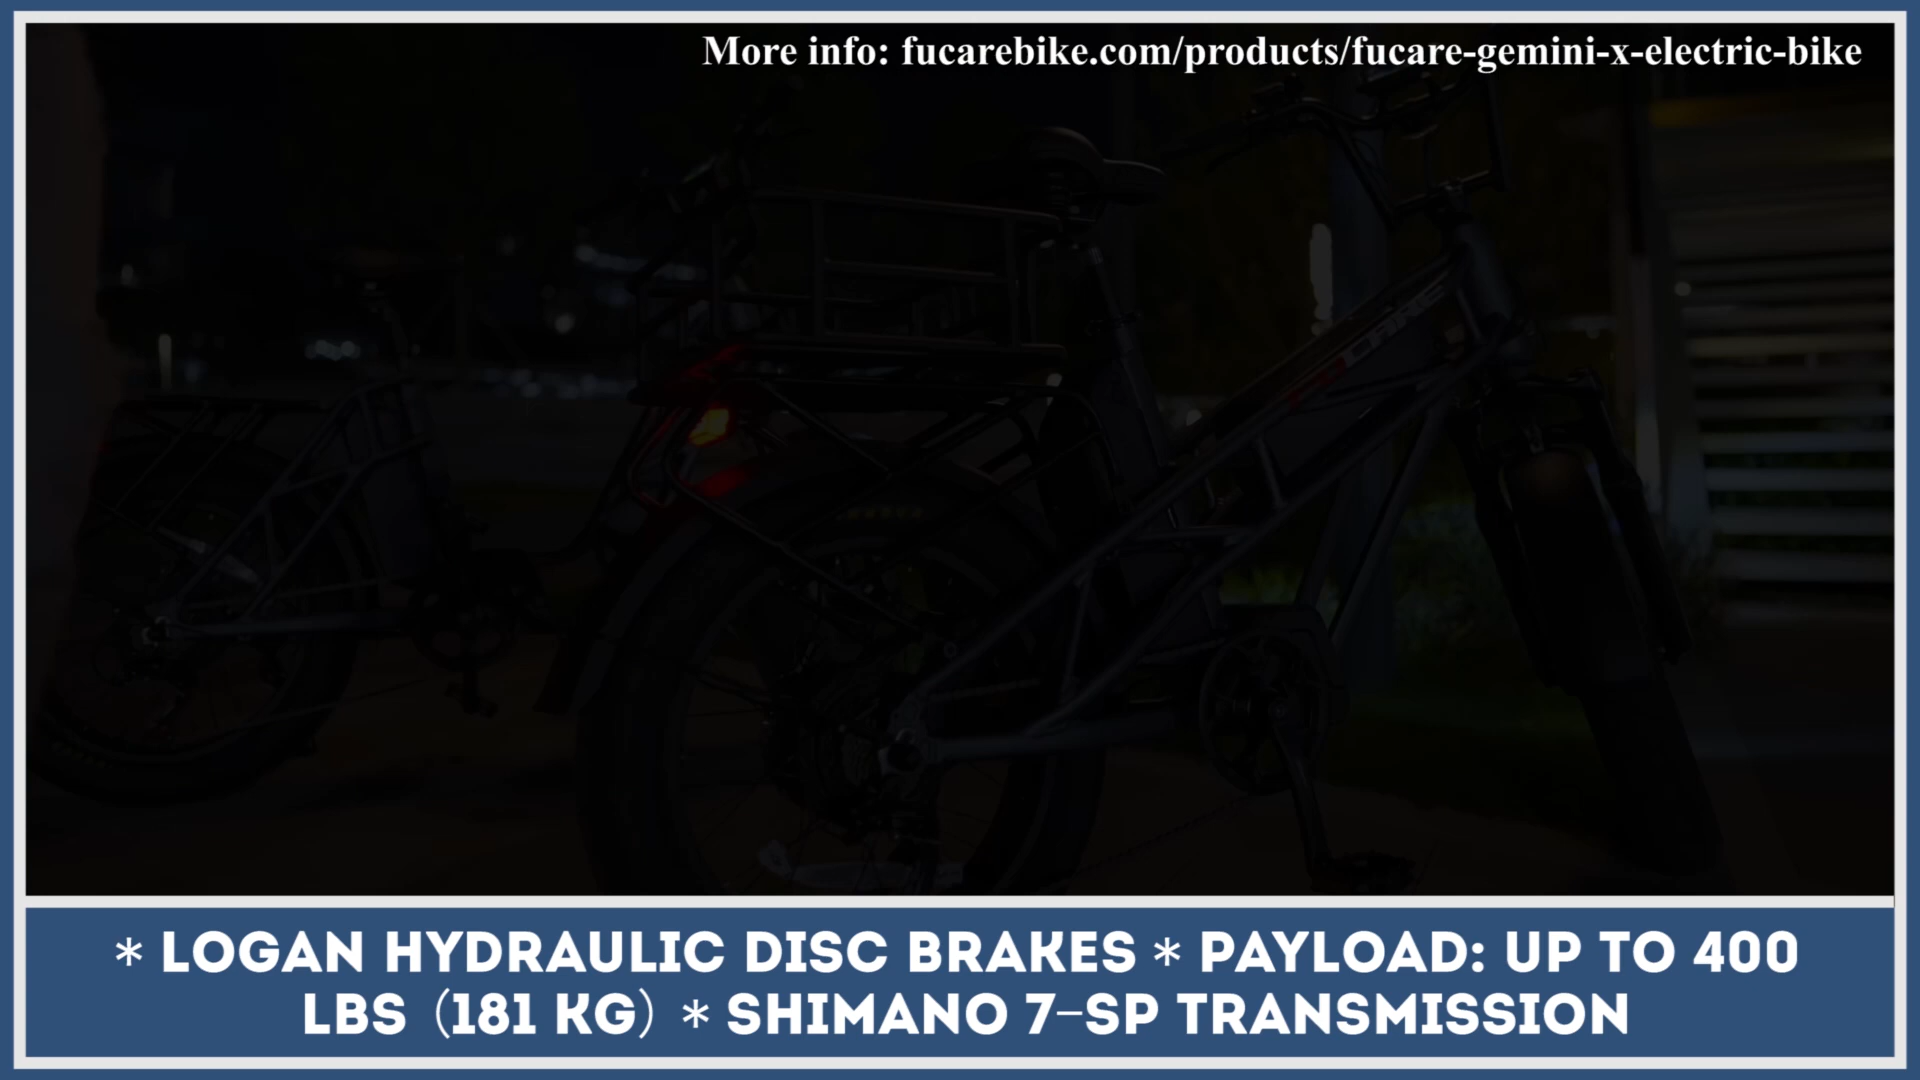 More info: fucarebike.com/products/fucare-gemini-x-electric-bike
FUCARE
* LOGAN HYDRAULIC DISC BRAKES * PAYLOAD: UP TO 400
LBS (181 KG) * SHIMANO 7-SP TRANSMISSION